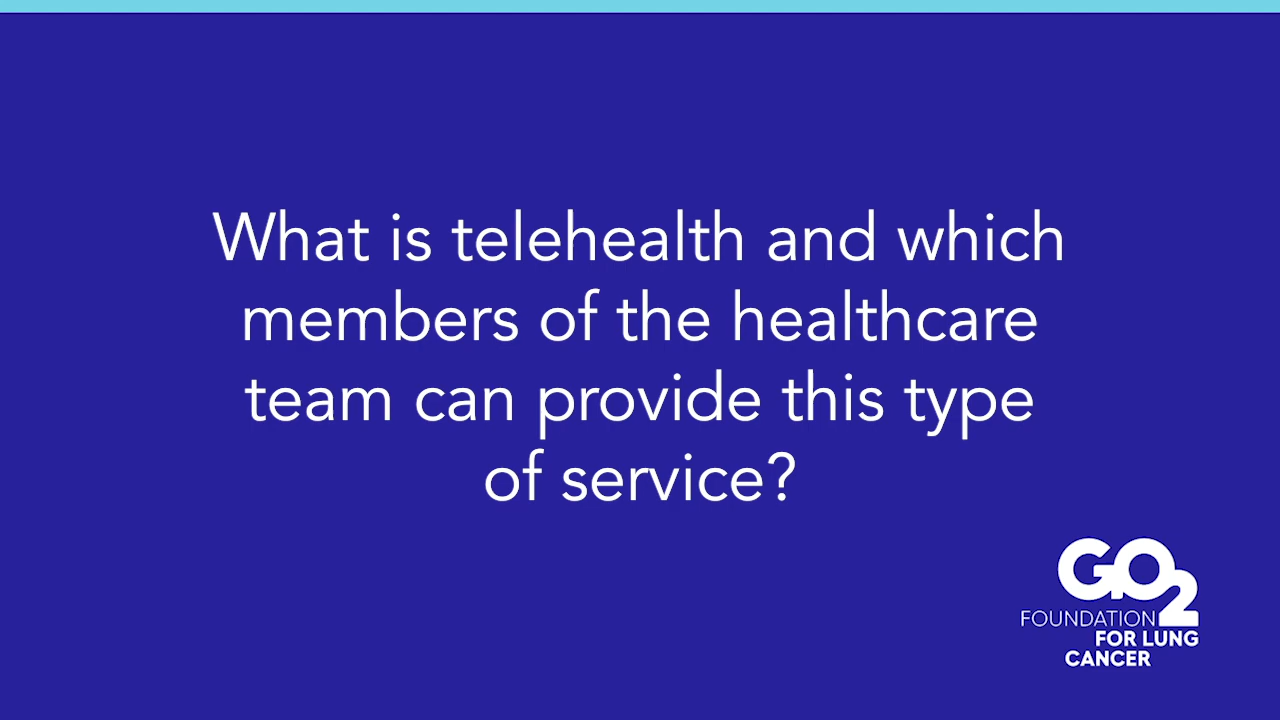 What is telehealth and which
members of the healthcare
team can provide this type
of service?
GO2
FOUNDATION
FOR LUNG
CANCER